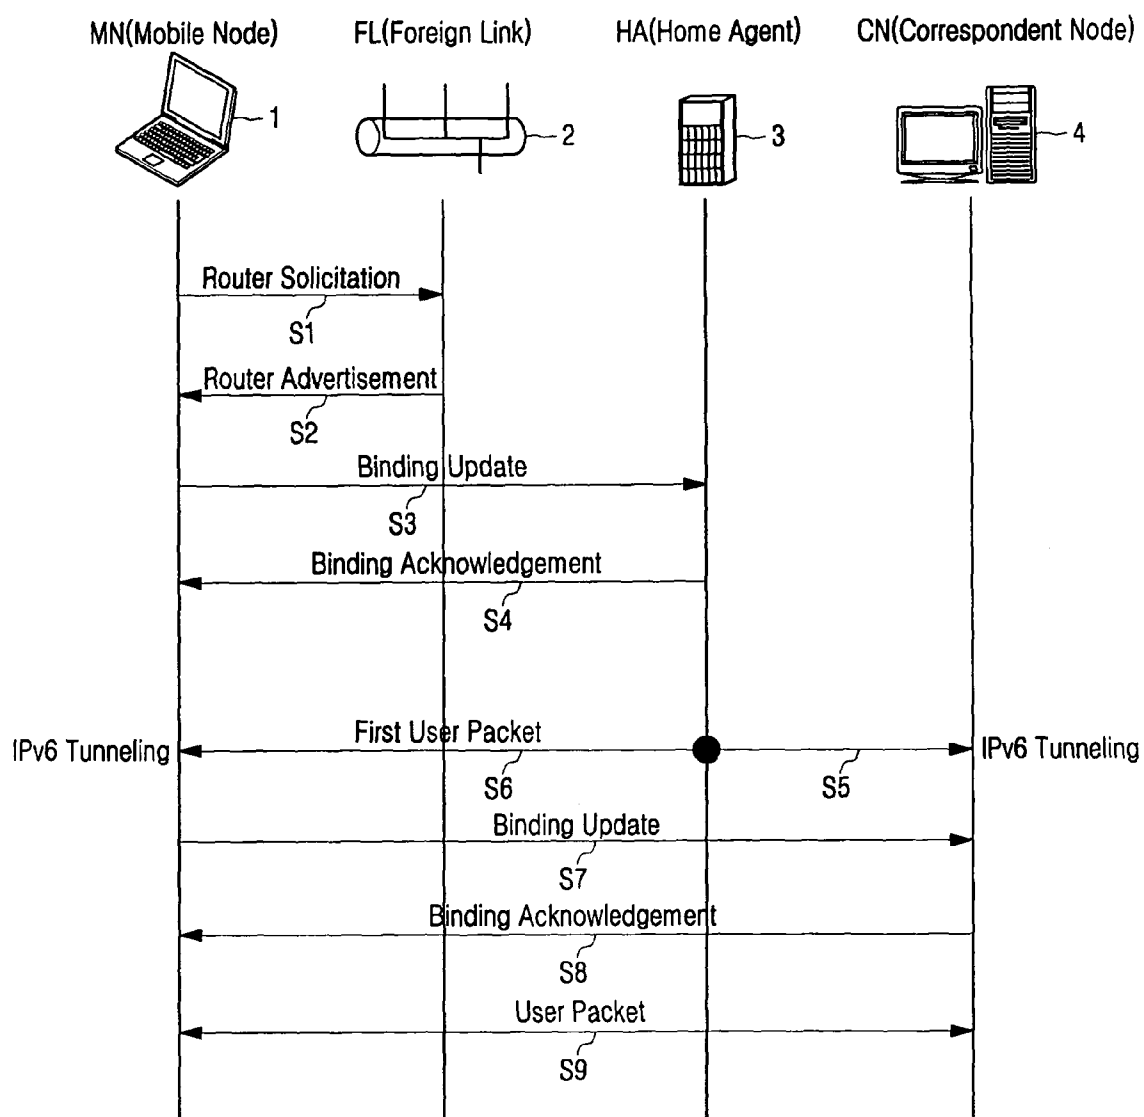 MN(Mobile Node)
FL(Foreign Link)
HA(Home Agent)
CN(Correspondent Node)
1
2
3
4
Router Solicitation
S1
Router Advertisement
S2
Binding Update
S3
Binding Acknowledgement
S4
IPv6 Tunneling
First User Packet
IPv6 Tunneling
S6
S5
Binding Update
S7
Binding Acknowledgement
S8
User Packet
S9